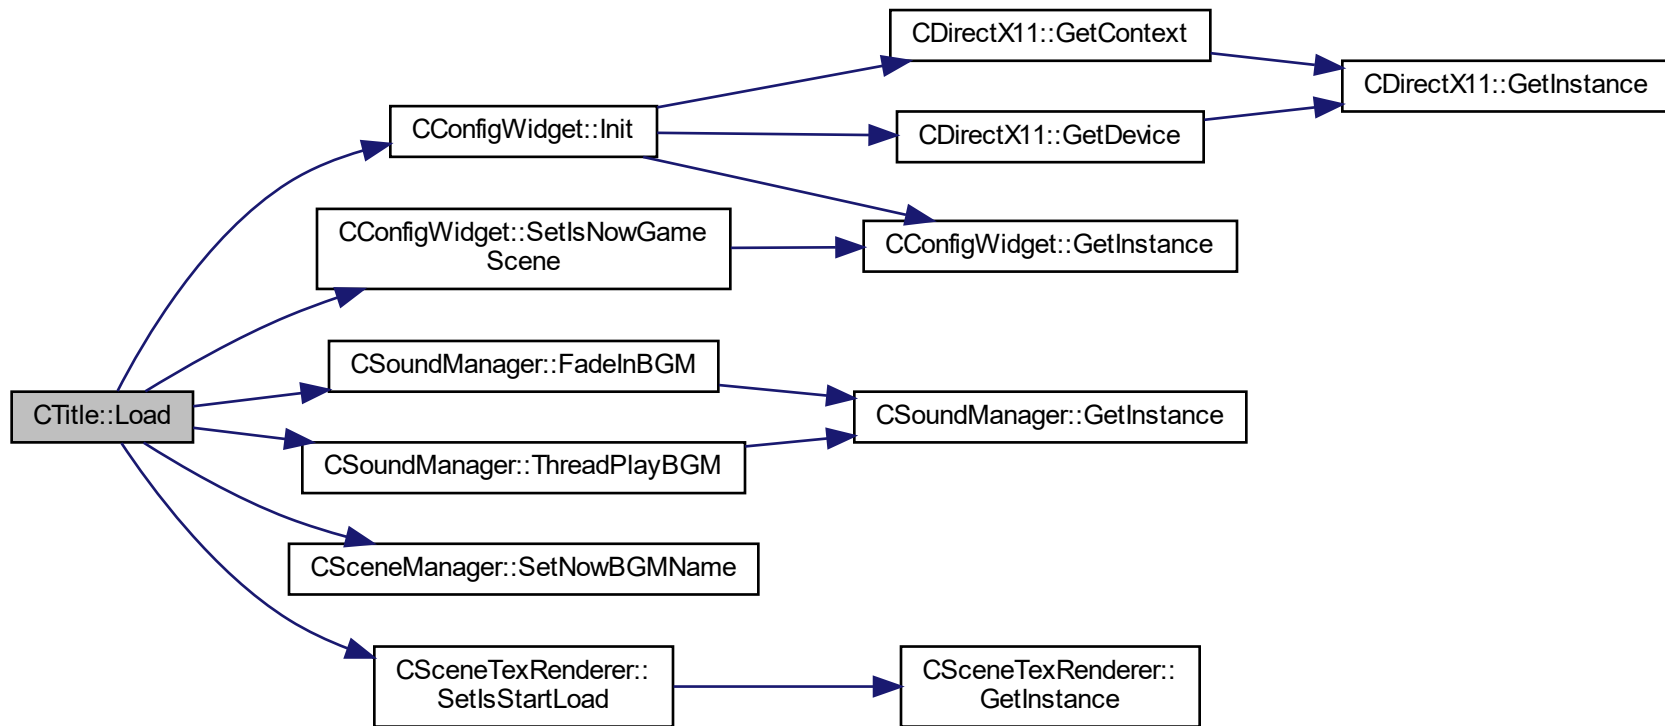 CDirectX11::GetContext
CDirectX11::GetInstance
CConfigWidget::Init
CDirectX11::GetDevice
CConfigWidget::SetIsNowGame
Scene
CConfigWidget::GetInstance
CSoundManager::FadeInBGM
CTitle::Load
CSoundManager::GetInstance
CSoundManager::ThreadPlayBGM
CSceneManager::SetNowBGMName
CSceneTexRenderer::
SetIsStartLoad
CSceneTexRenderer::
GetInstance